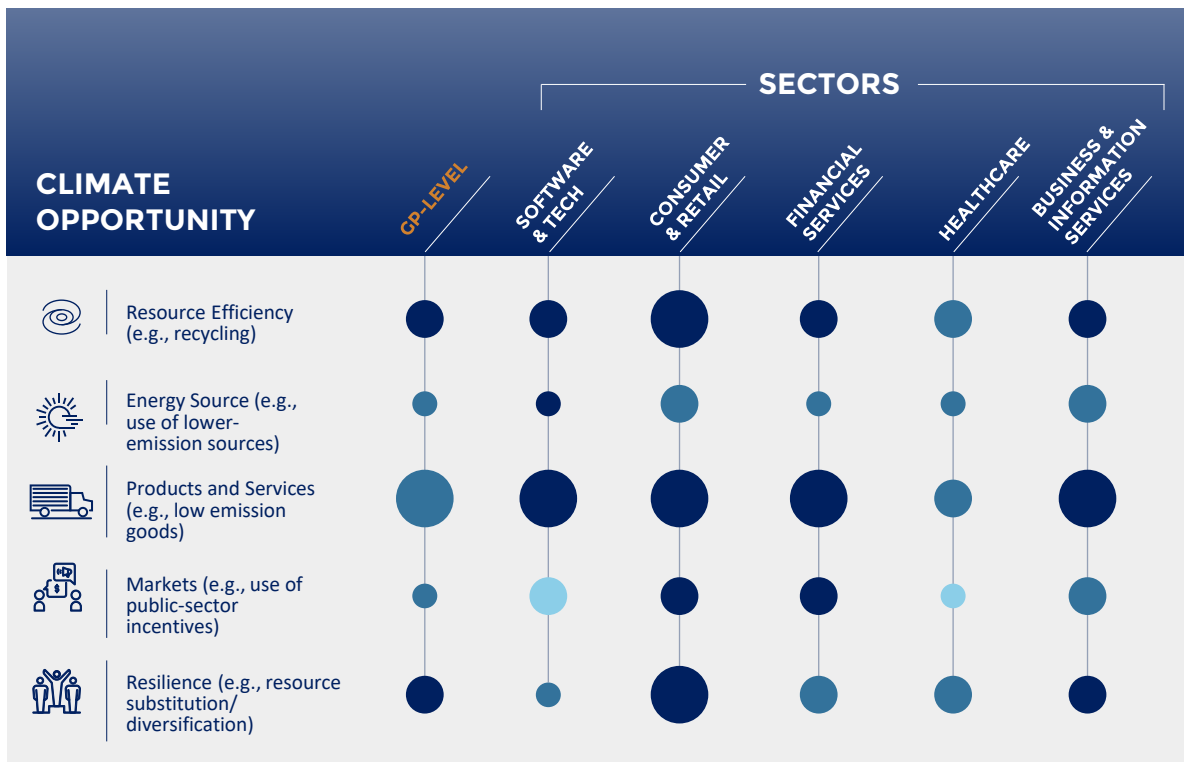 SECTORS
CLIMATE
OPPORTUNITY
GP-LEVEL
SOFTWARE
& TECH
CONSUMER
& RETAIL
FINANCIAL
SERVICES
HEALTHCARE
BUSINESS &
INFORMATION
SERVICES
Resource Efficiency
(e.g., recycling)
Energy Source (e.g.,
use of lower-
emission sources)
Products and Services
(e.g., low emission
goods)
$
Markets (e.g., use of
public-sector
incentives)
Resilience (e.g., resource
substitution/
diversification)